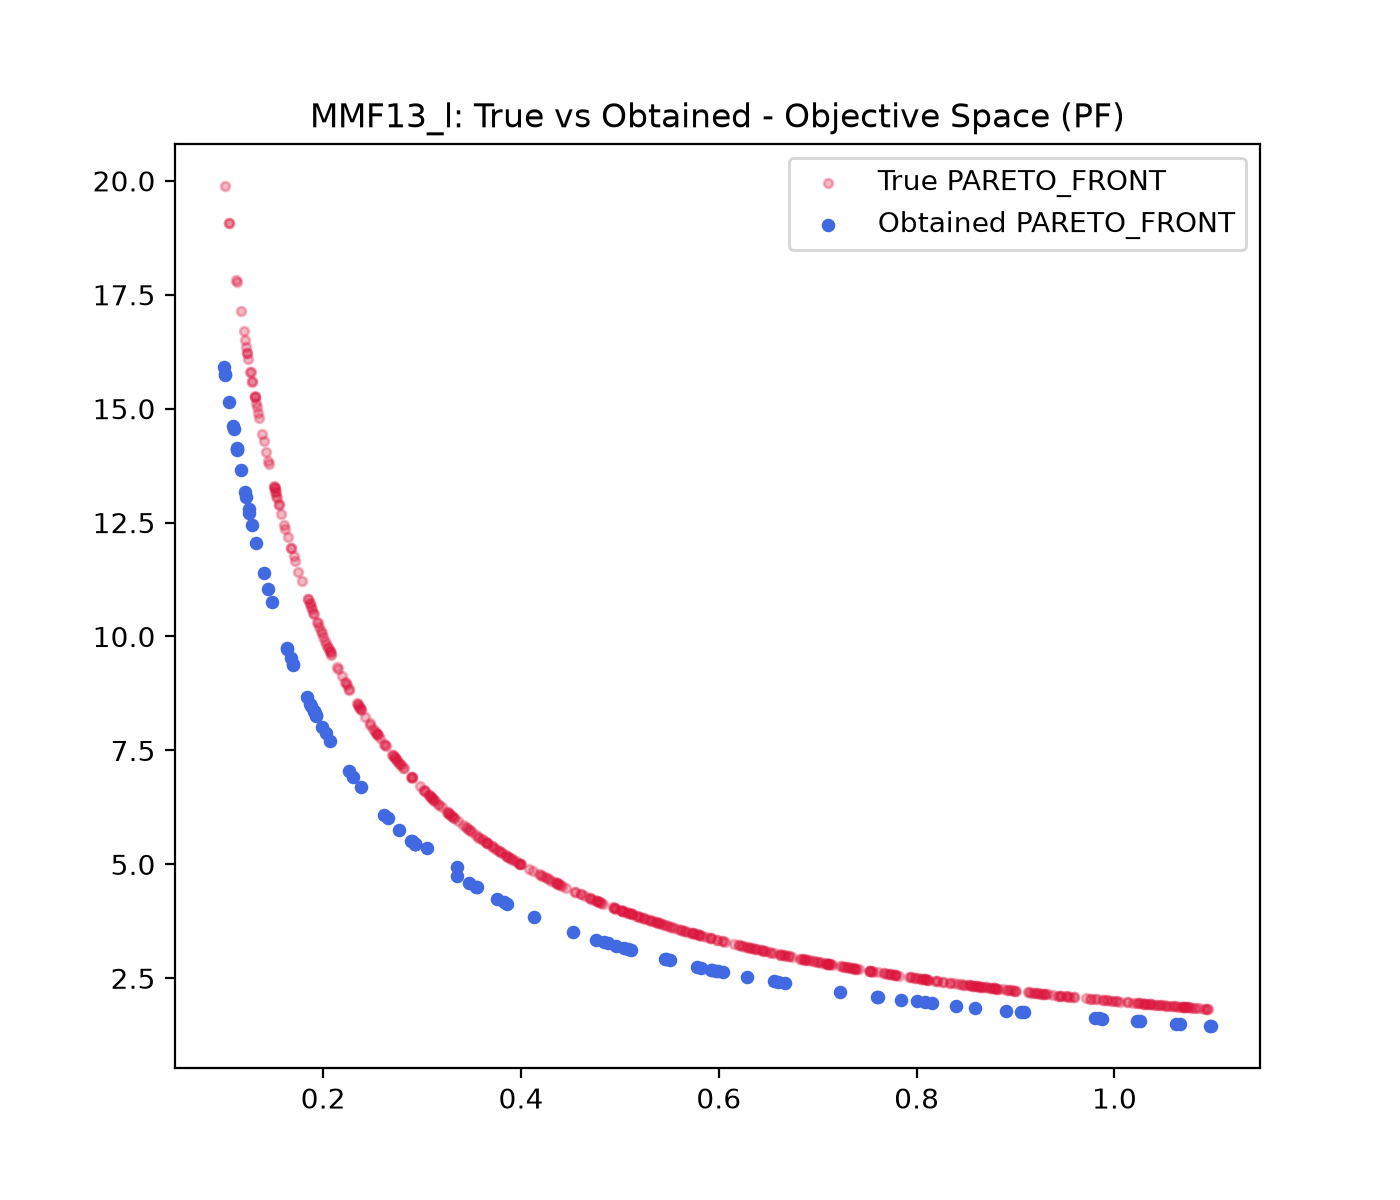 MMF13_l: True vs Obtained - Objective Space (PF)
True PARETO_FRONT
Obtained PARETO_FRONT
20.0
17.5
15.0
12.5
10.0
7.5
5.0
2.5
0.2 0.4 0.6 0.8 1.0